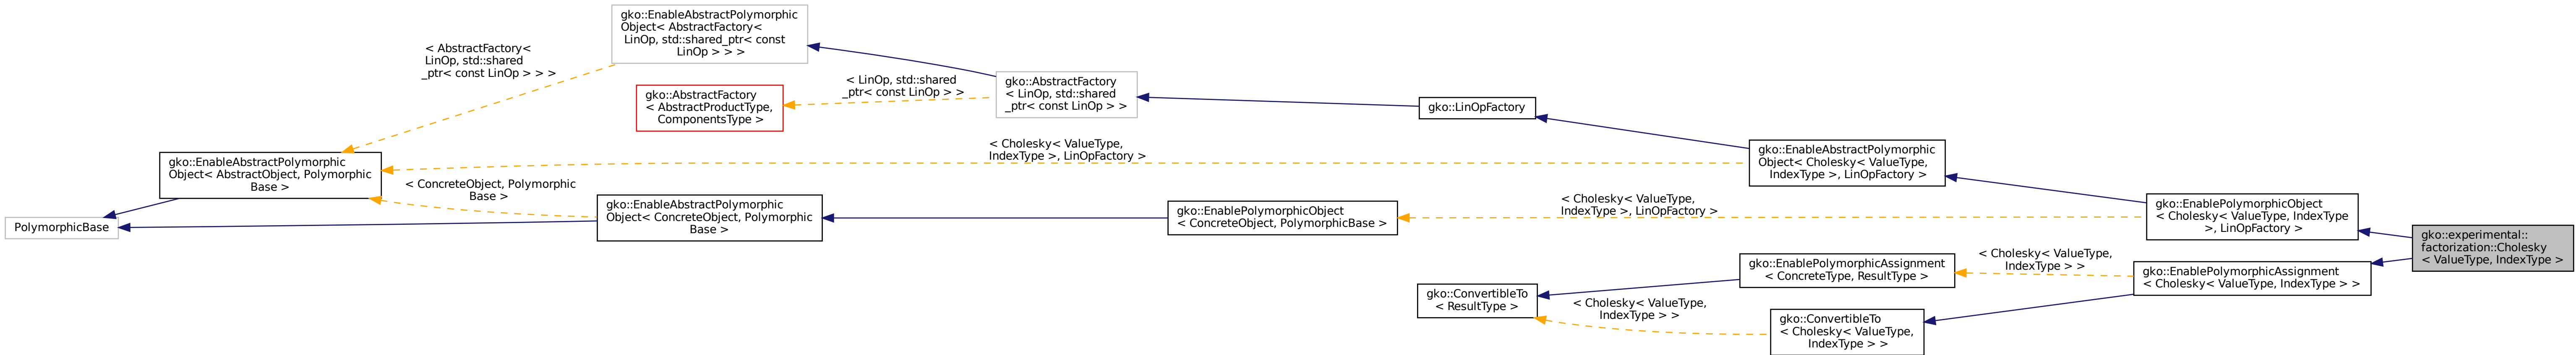 PolymorphicBase
gko::EnableAbstractPolymorphic
Object< AbstractObject, Polymorphic
Base >
< AbstractFactory<
LinOp, std::shared
_ptr< const LinOp > > >
< ConcreteObject, Polymorphic
Base >
gko::EnableAbstractPolymorphic
Object< AbstractFactory<
LinOp, std::shared_ptr< const
LinOp > > >
gko::AbstractFactory
< AbstractProductType,
ComponentsType >
gko::EnableAbstractPolymorphic
Object< ConcreteObject, Polymorphic
Base >
< LinOp, std::shared
_ptr< const LinOp > >
gko::AbstractFactory
< LinOp, std::shared
_ptr< const LinOp > >
< Cholesky< ValueType,
IndexType >, LinOpFactory >
gko::EnablePolymorphicObject
< ConcreteObject, PolymorphicBase >
gko::LinOpFactory
gko::ConvertibleTo
< ResultType >
< Cholesky< ValueType,
IndexType >, LinOpFactory >
< Cholesky< ValueType,
IndexType > >
gko::EnableAbstractPolymorphic
Object< Cholesky< ValueType,
IndexType >, LinOpFactory >
gko::EnablePolymorphicAssignment
< ConcreteType, ResultType >
gko::ConvertibleTo
< Cholesky< ValueType,
IndexType > >
< Cholesky< ValueType,
IndexType > >
gko::EnablePolymorphicObject
< Cholesky< ValueType, IndexType
>, LinOpFactory >
gko::EnablePolymorphicAssignment
< Cholesky< ValueType, IndexType > >
gko::experimental::
factorization::Cholesky
< ValueType, IndexType >